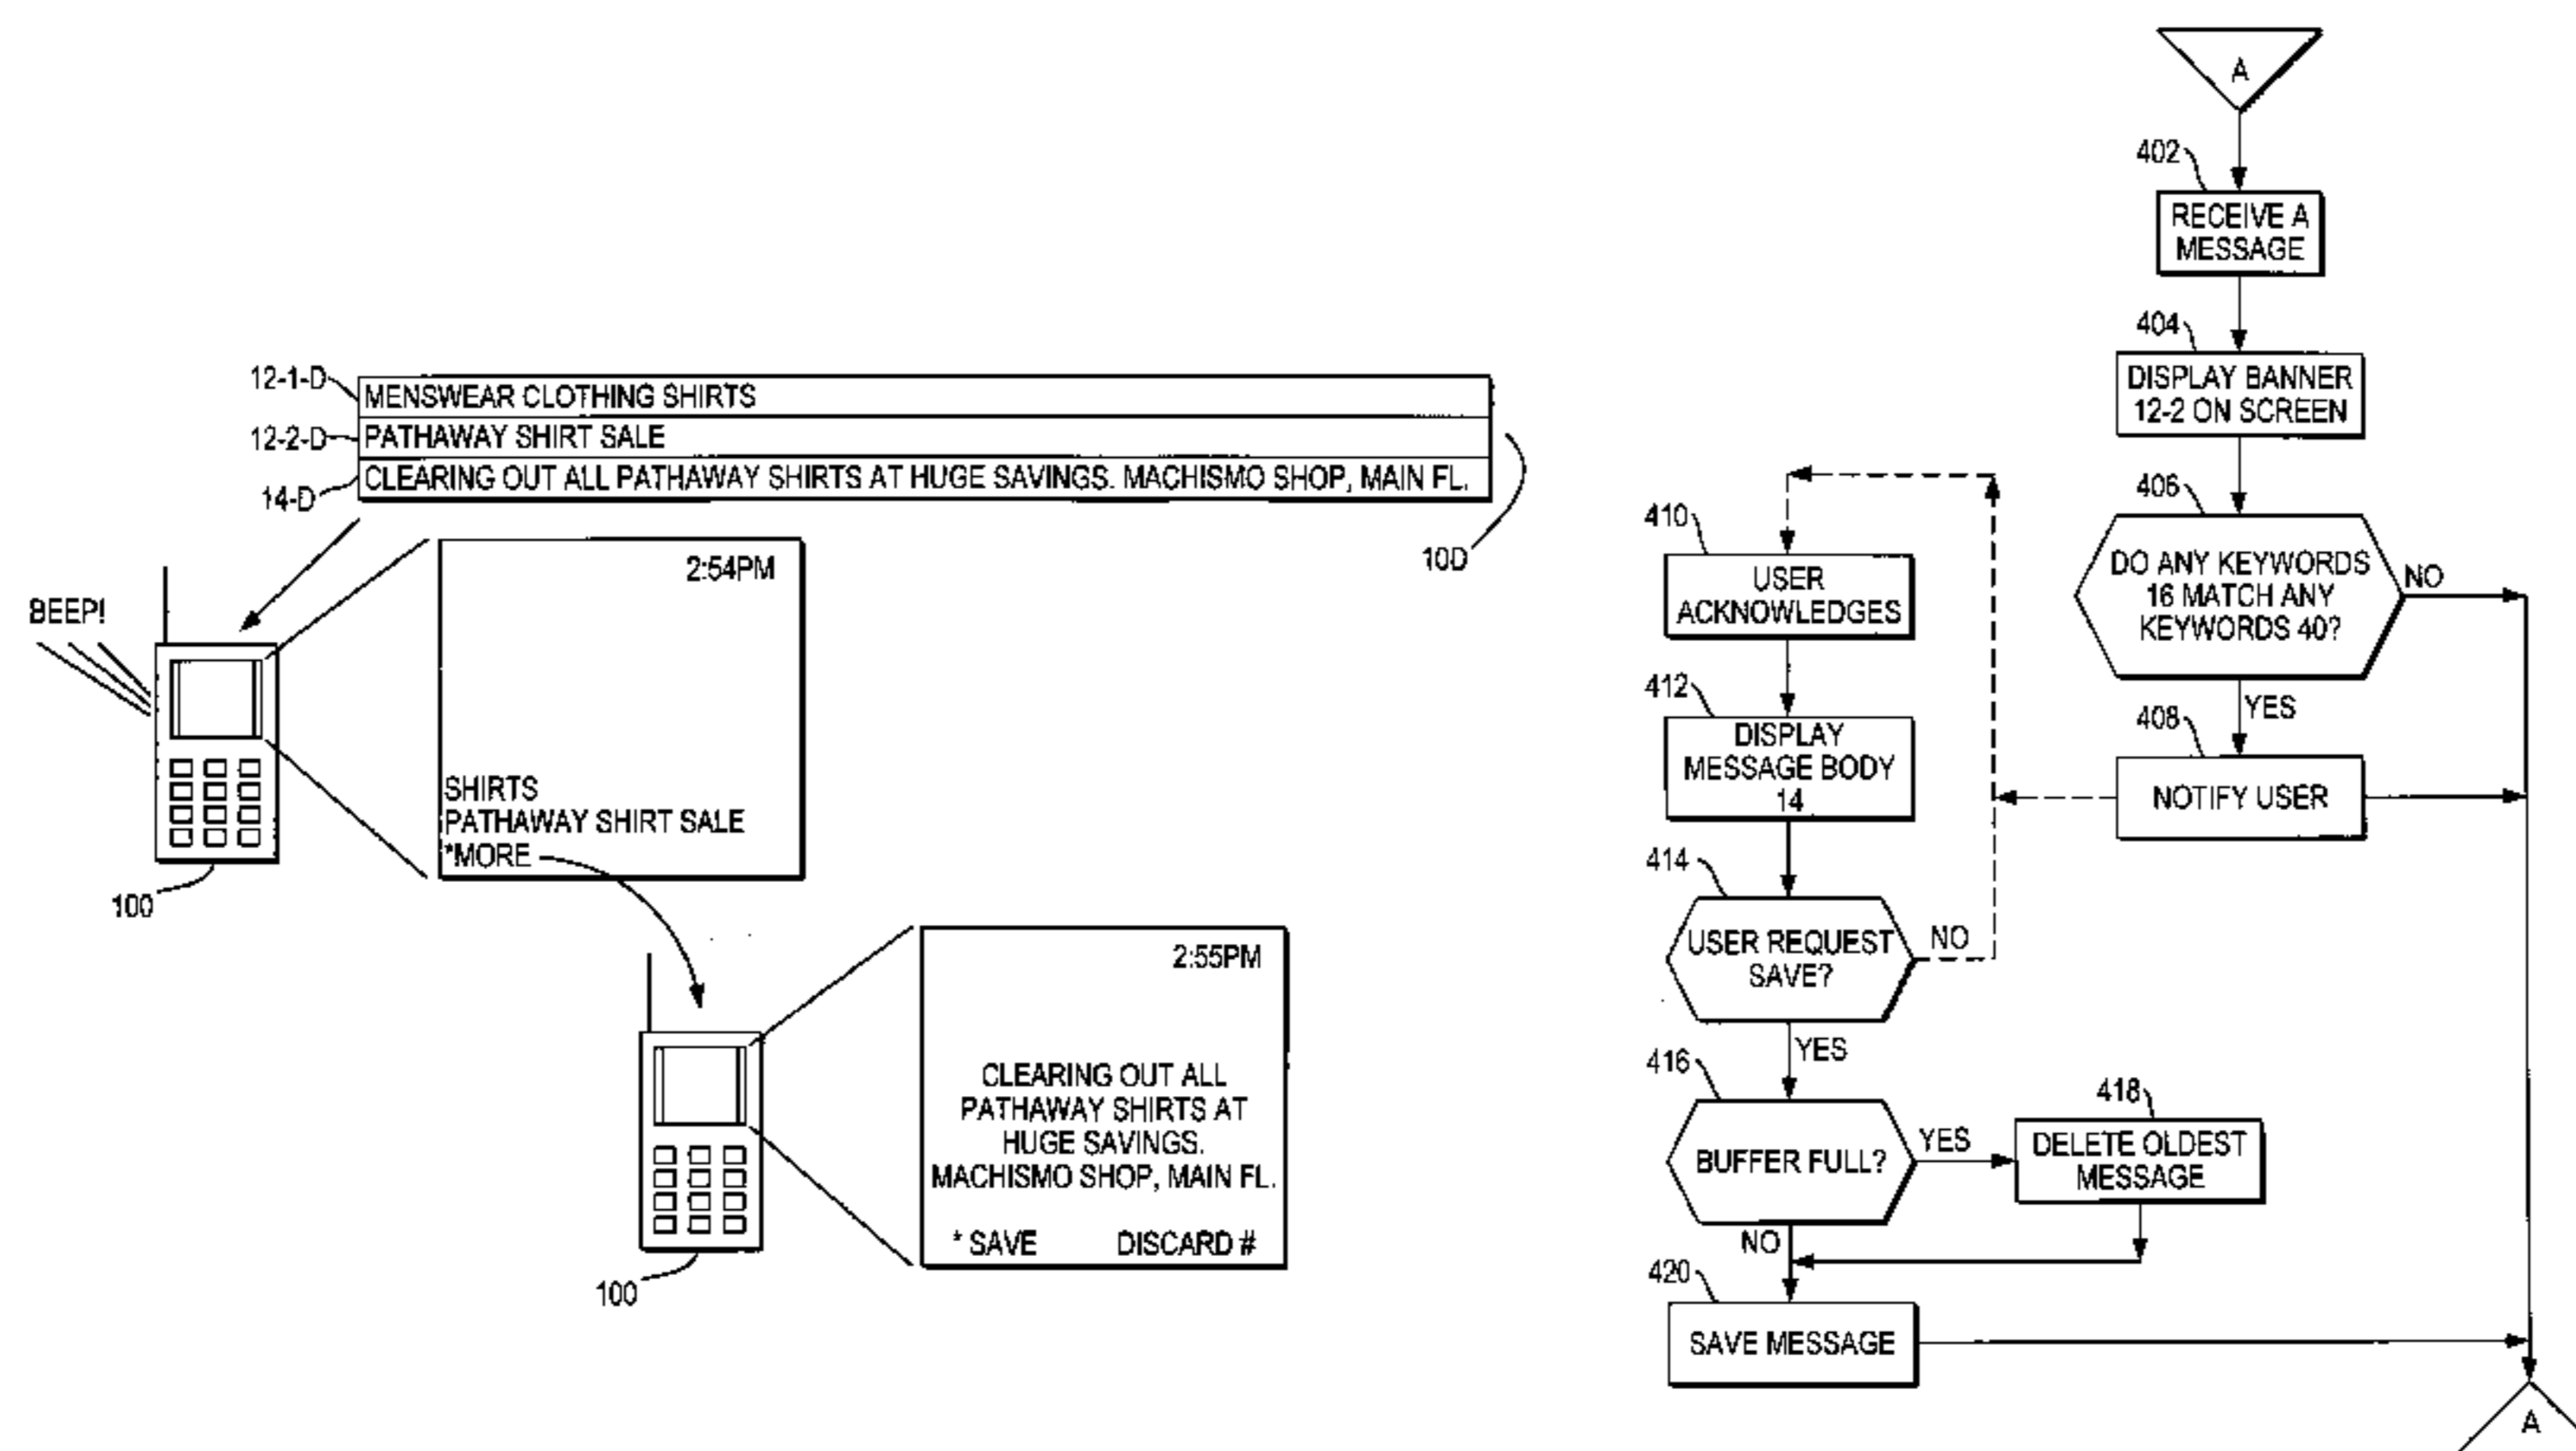 12-1-D
MENSWEAR CLOTHING SHIRTS
12-2-D
PATHAWAY SHIRT SALE
14-D
CLEARING OUT ALL PATHAWAY SHIRTS AT HUGE SAVINGS. MACHISMO SHOP, MAIN FL.
10D
BEEP!
100
2:54PM
SHIRTS
PATHAWAY SHIRT SALE
*MORE
100
2:55PM
CLEARING OUT ALL
PATHAWAY SHIRTS AT
HUGE SAVINGS.
MACHISMO SHOP, MAIN FL.
* SAVE DISCARD #
A
402
RECEIVE A
MESSAGE
404
DISPLAY BANNER
12-2 ON SCREEN
406
DO ANY KEYWORDS
16 MATCH ANY
KEYWORDS 40?
NO
YES
408
NOTIFY USER
410
USER
ACKNOWLEDGES
412
DISPLAY
MESSAGE BODY
14
414
USER REQUEST
SAVE?
NO
YES
416
BUFFER FULL?
YES
418
DELETE OLDEST
MESSAGE
NO
420
SAVE MESSAGE
A